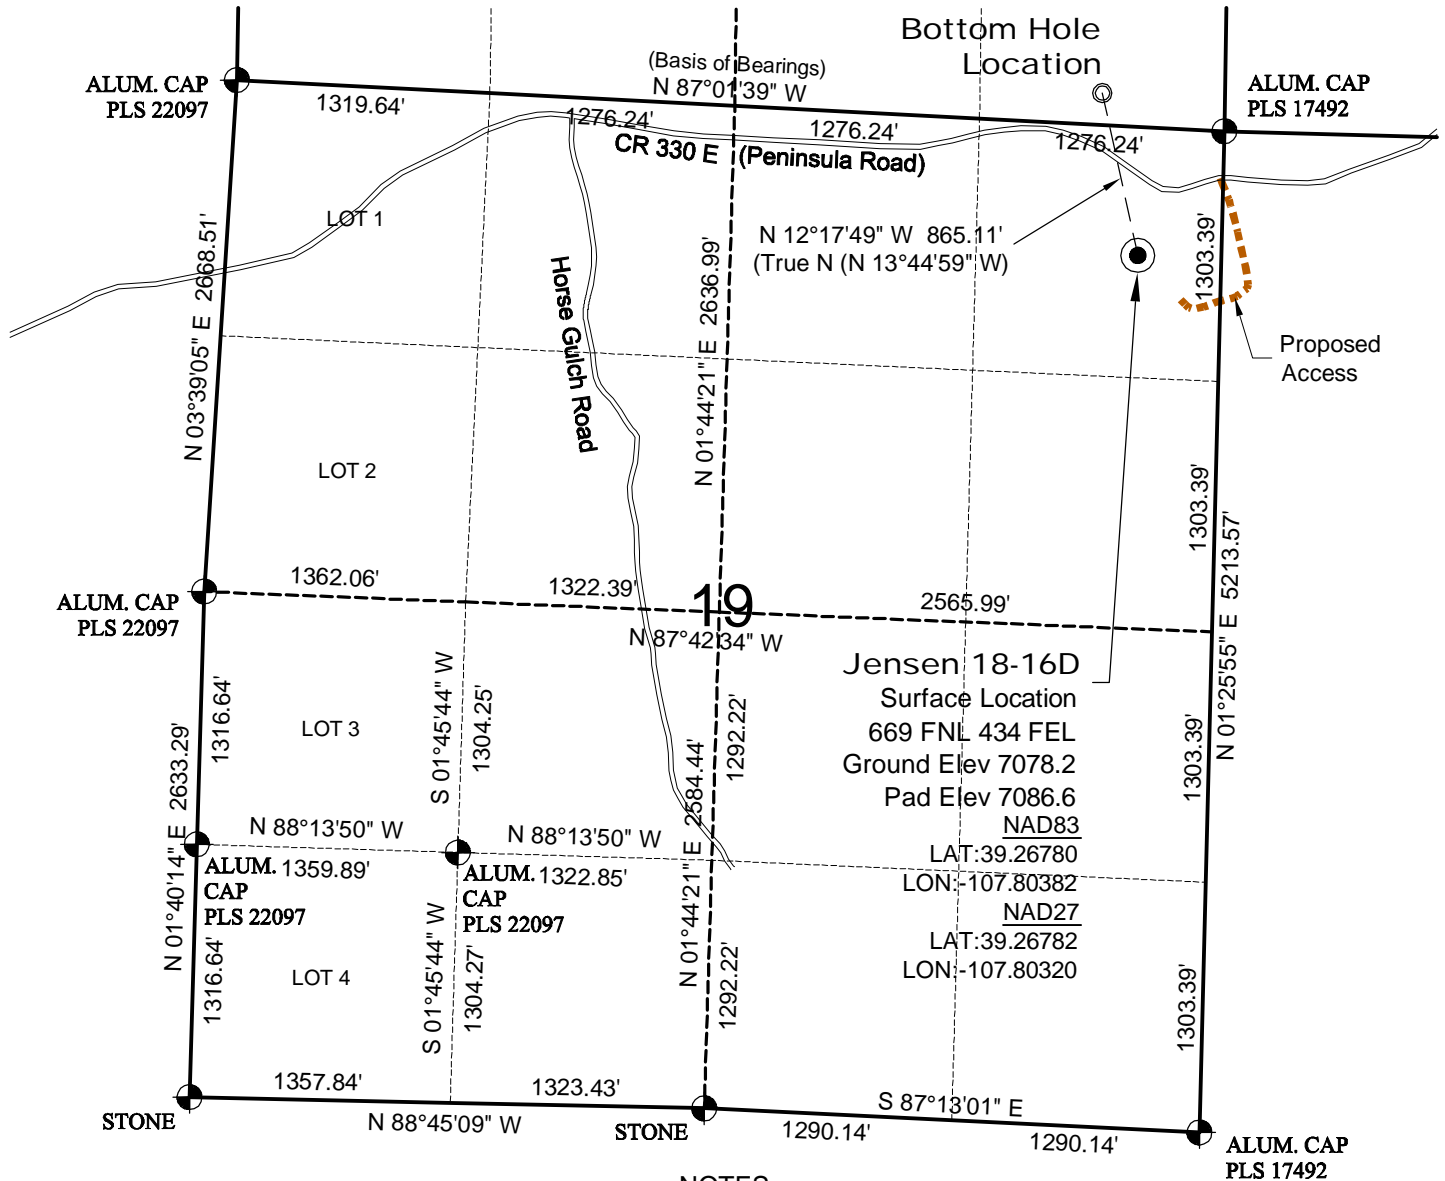 Bottom Hole
Location
(Basis of Bearings)
N 87°01'39" W
ALUM. CAP
PLS 22097
ALUM. CAP
PLS 17492
1319.64'
1276.24'
1276.24'
1276.24'
CR 330 E (Peninsula Road)
LOT 1
N 12°17'49" W 865.11'
(True N (N 13°44'59" W)
1303.39'
N 03°39'05" E 2668.51'
Horse Gulch Road
N 01°44'21" E 2636.99'
Proposed
Access
LOT 2
1303.39'
N 01°25'55" E 5213.57'
1362.06'
1322.39'
19
2565.99'
ALUM. CAP
PLS 22097
N 87°42'34" W
Jensen 18-16D
Surface Location
669 FNL 434 FEL
Ground Elev 7078.2
Pad Elev 7086.6
NAD83
LAT:39.26780
LON:-107.80382
NAD27
LAT:39.26782
LON:-107.80320
LOT 3
1316.64'
S 01°45'44" W
1304.25'
1292.22'
1303.39'
N 01°40'14" E 2633.29'
N 88°13'50" W
N 88°13'50" W
N 01°44'21" E 2584.44'
ALUM.
CAP
PLS 22097
1359.89'
ALUM.
CAP
PLS 22097
1322.85'
LOT 4
1316.64'
S 01°45'44" W
1304.27'
1292.22'
1303.39'
1357.84'
1323.43'
S 87°13'01" E
STONE
N 88°45'09" W
STONE
1290.14'
1290.14'
ALUM. CAP
PLS 17492
NOTES